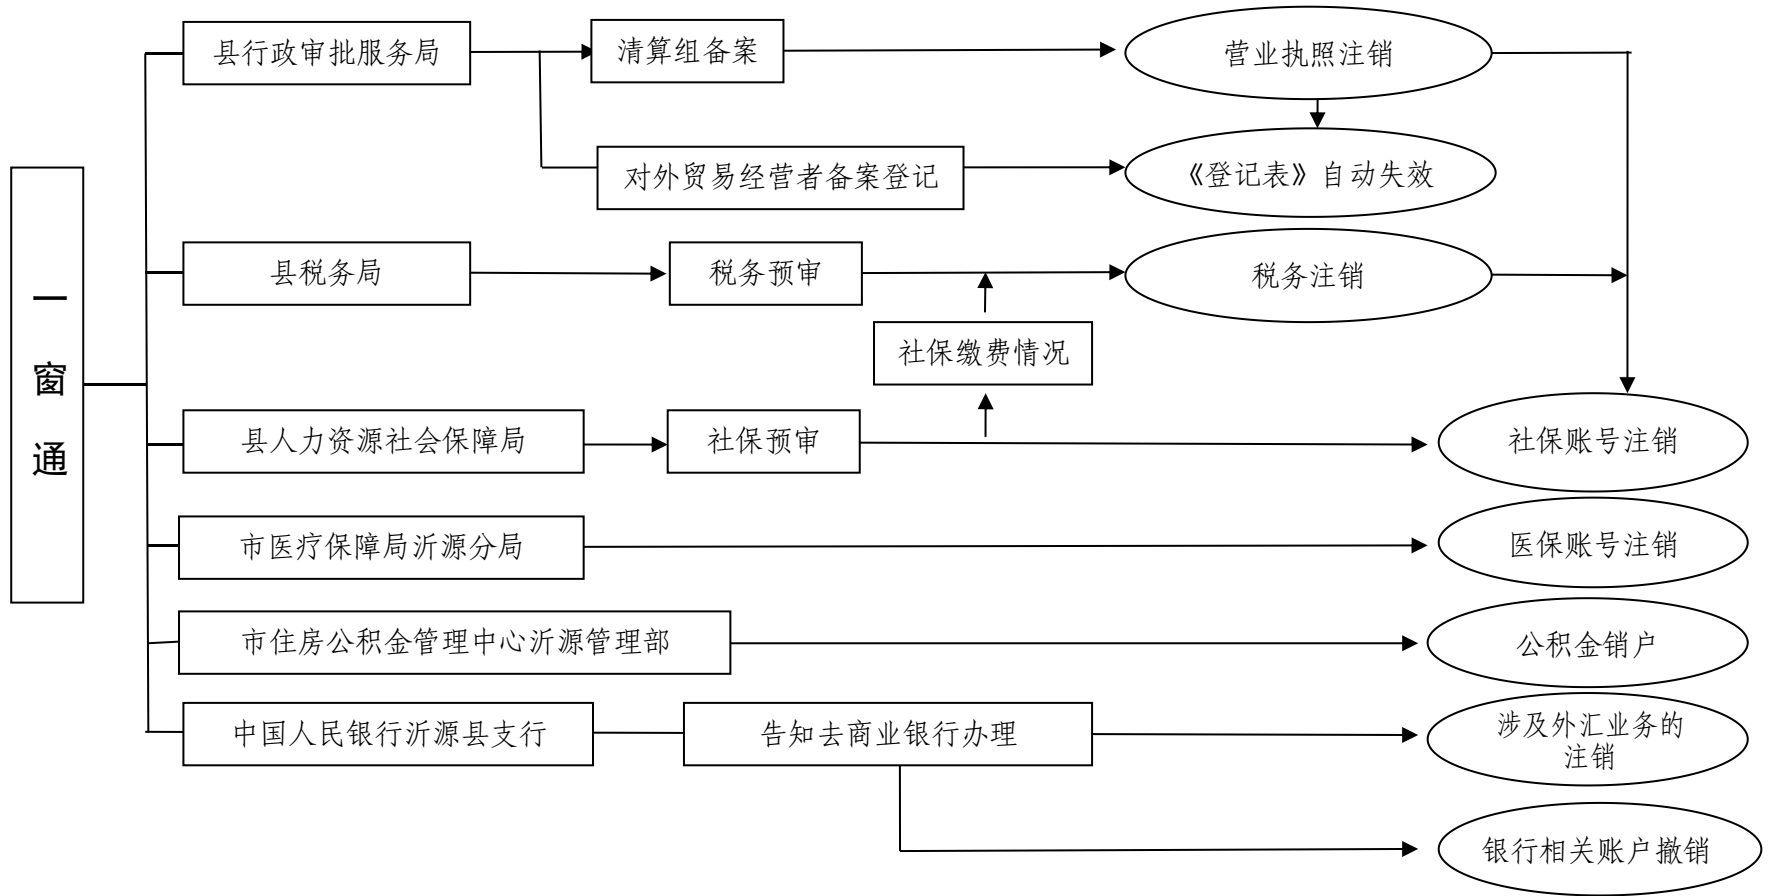 县行政审批服务局
清算组备案
营业执照注销
对外贸易经营者备案登记
《登记表》自动失效
一窗通
县税务局
税务预审
税务注销
社保缴费情况
县人力资源社会保障局
社保预审
社保账号注销
市医疗保障局沂源分局
医保账号注销
市住房公积金管理中心沂源管理部
公积金销户
中国人民银行沂源县支行
告知去商业银行办理
涉及外汇业务的
注销
银行相关账户撤销